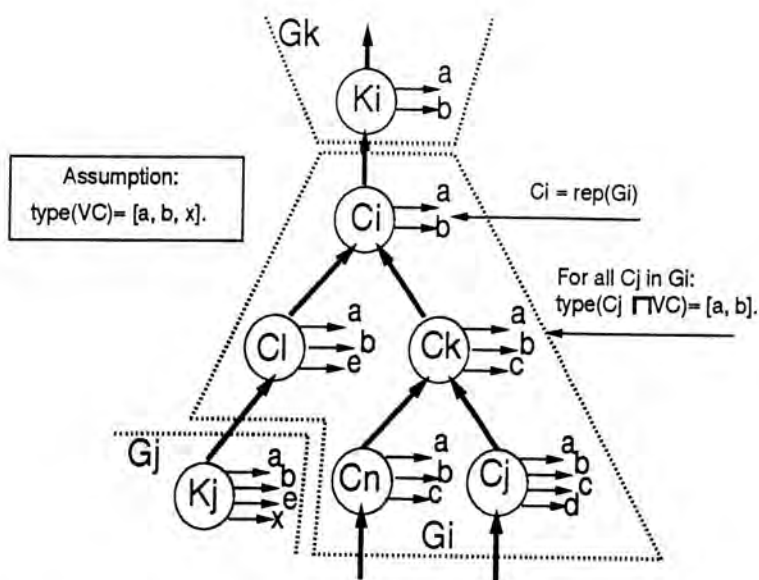 Gk
Ki
a
b
Assumption:
type(VC)= [a, b, x].
Ci
a
b
Ci = rep(Gi)
For all Cj in Gi:
type(Cj ⊓VC)= [a, b].
Cl
a
b
e
Ck
a
b
c
Gj
Kj
a
b
e
x
Cn
a
b
c
Cj
a
b
c
d
Gi